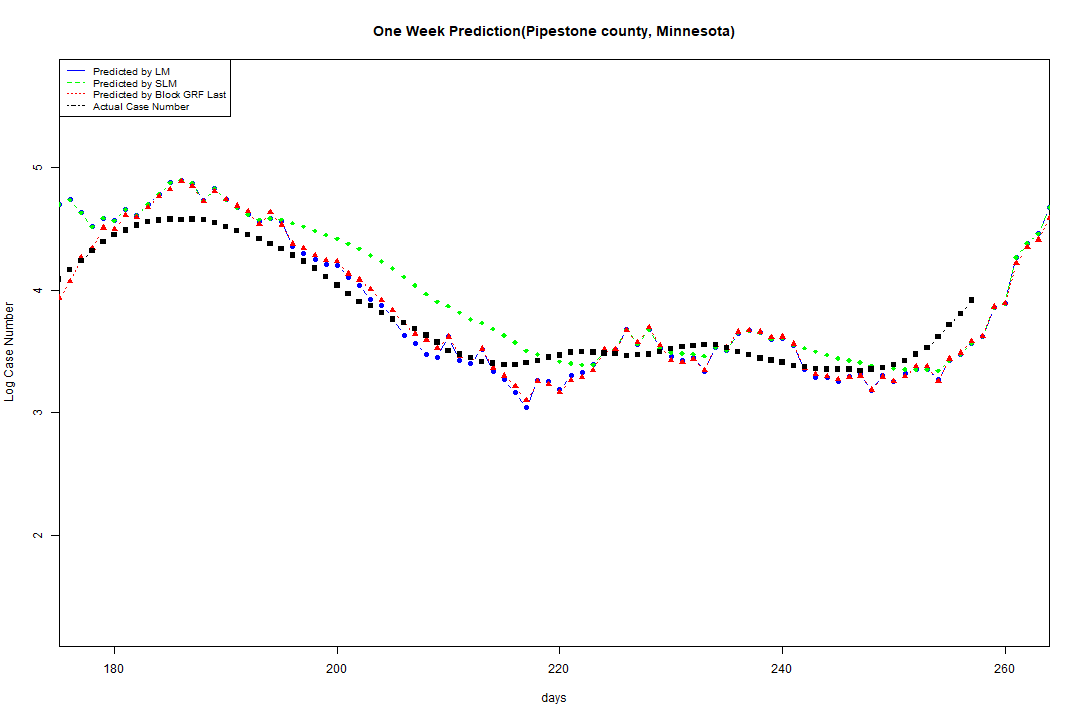 One Week Prediction(Pipestone county, Minnesota)
Predicted by LM
Predicted by SLM
Predicted by Block GRF Last
Actual Case Number
5
4
3
2
Log Case Number
180 200 220 240 260
days